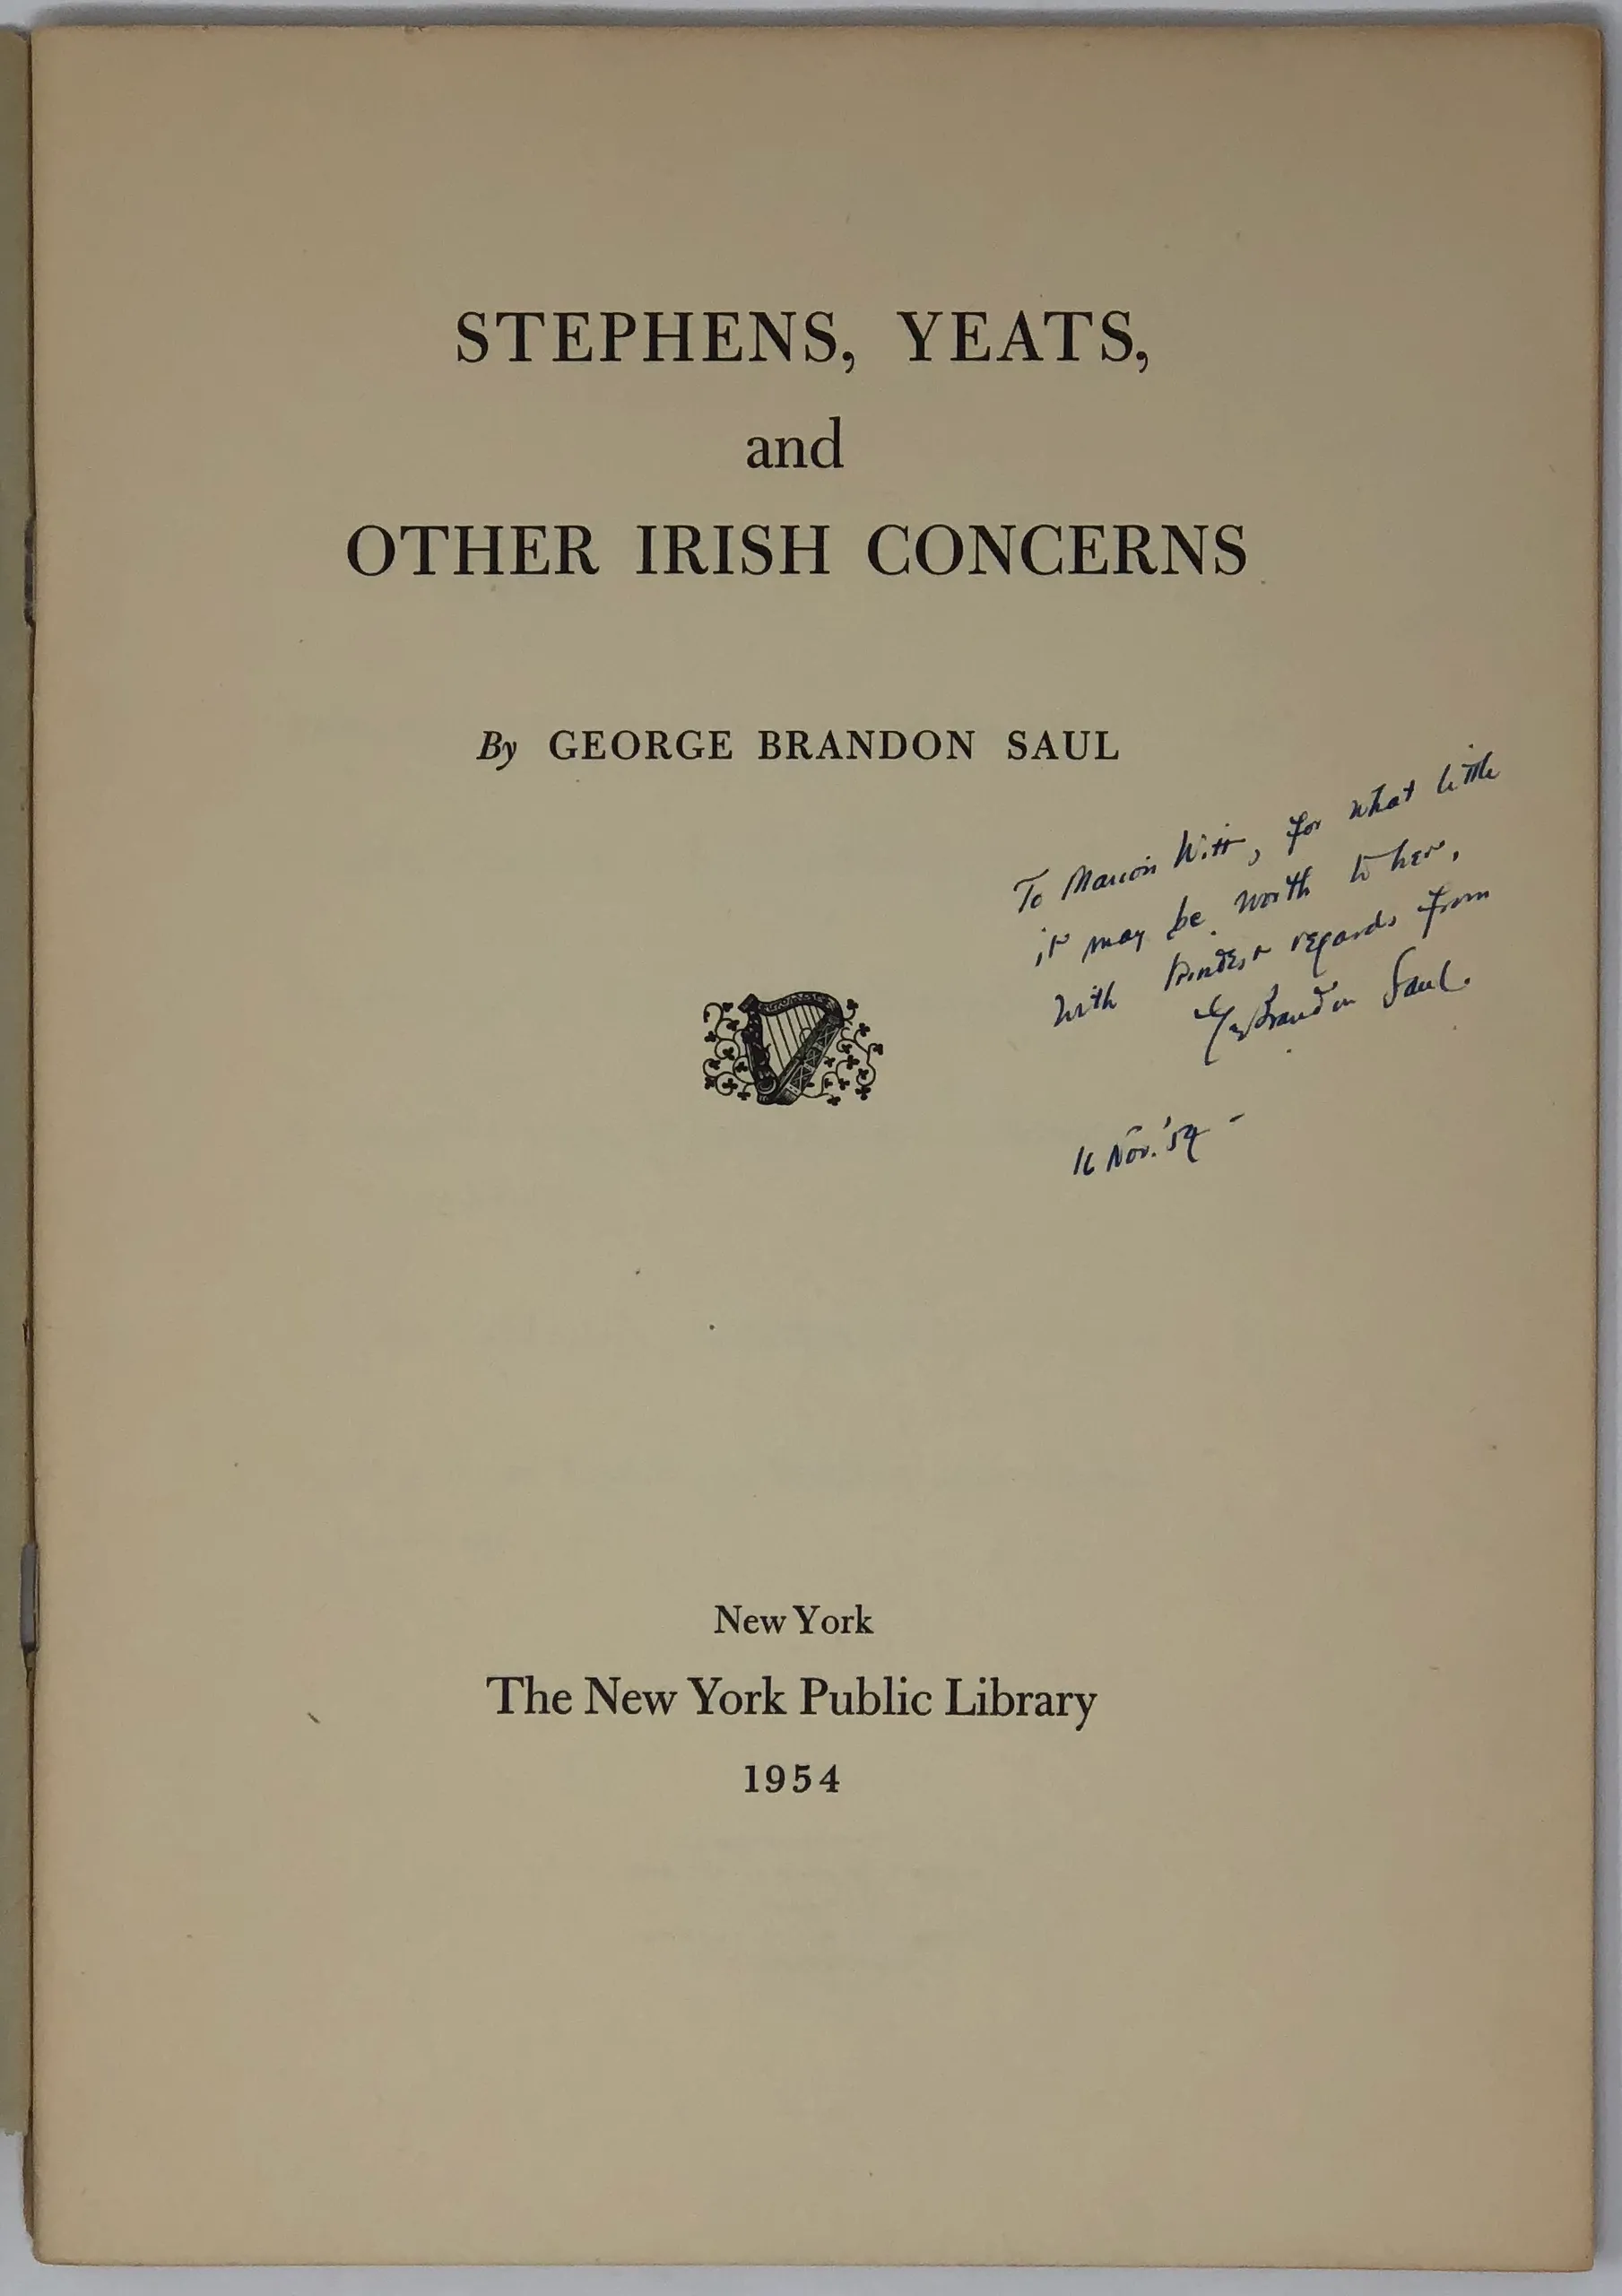 STEPHENS, YEATS,
and
OTHER IRISH CONCERNS
By GEORGE BRANDON SAUL
To Marion Witt, for what little
it may be worth to her,
with kindest regards from
G. Brandon Saul.
16 Nov. '54 -
New York
The New York Public Library
1954